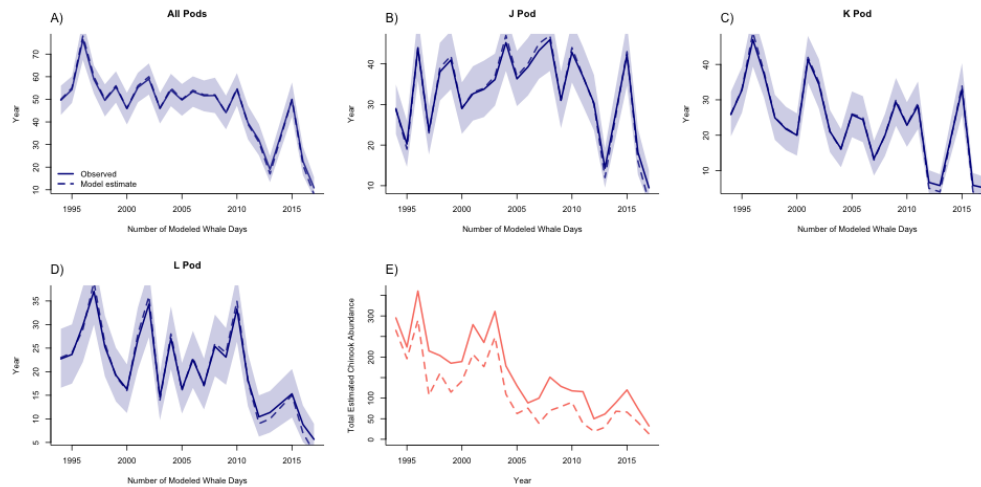 A)
All Pods
Year
70
60
50
40
30
20
10
Observed
Model estimate
1995 2000 2005 2010 2015
Number of Modeled Whale Days
B)
J Pod
Year
40
30
20
10
1995 2000 2005 2010 2015
Number of Modeled Whale Days
C)
K Pod
Year
40
30
20
10
1995 2000 2005 2010 2015
Number of Modeled Whale Days
D)
L Pod
Year
35
30
25
20
15
10
5
1995 2000 2005 2010 2015
Number of Modeled Whale Days
E)
Total Estimated Chinook Abundance
300
200
150
100
50
0
1995 2000 2005 2010 2015
Year